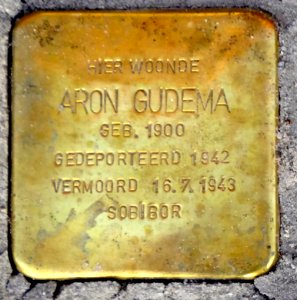 HIER WOONDE
ARON GUDEMA
GEB. 1900
GEDEPORTEERD 1942
VERMOORD 16.7.1943
SOBIBOR